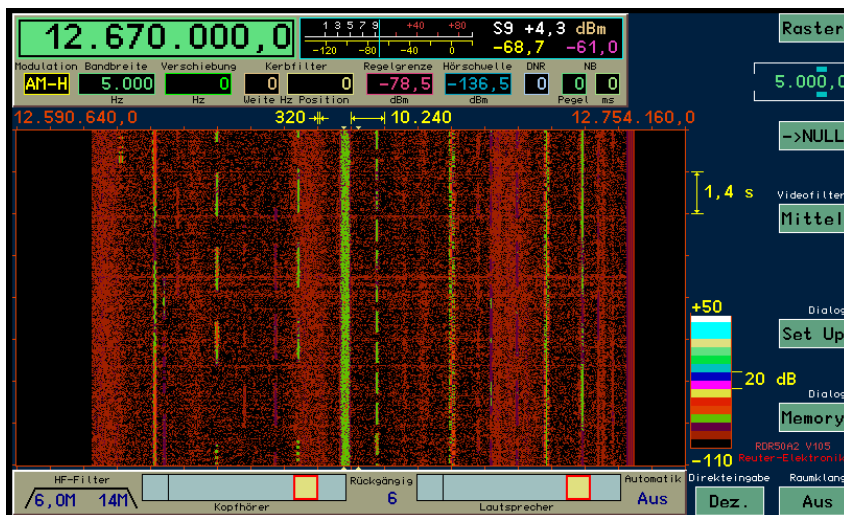 12.670.000,0
1 3 5 7 9 +40 +80
-120 -80 -40 0
S9 +4,3 dBm
-68,7 -61,0
Raster
Modulation Bandbreite Verschiebung Kerbfilter Regelgrenze Hörschwelle DNR NB
AM-H 5.000 0 0 0 -78,5 -136,5 0 0 0
Hz Hz Weite Hz Position dBm dBm Pegel ms
5.000,0
12.590.640,0 320 10.240 12.754.160,0
->NULL
1,4 s
Videofilter
Mittel
+50
Dialog
Set Up
20 dB
Dialog
Memory
RDR50A2 V105
-110 Reuter-Elektronik
HF-Filter
/6,0M 14M\
Kopfhörer
Rückgängig
6
Lautsprecher
Automatik
Aus
Direkteingabe
Dez.
Raumklang
Aus